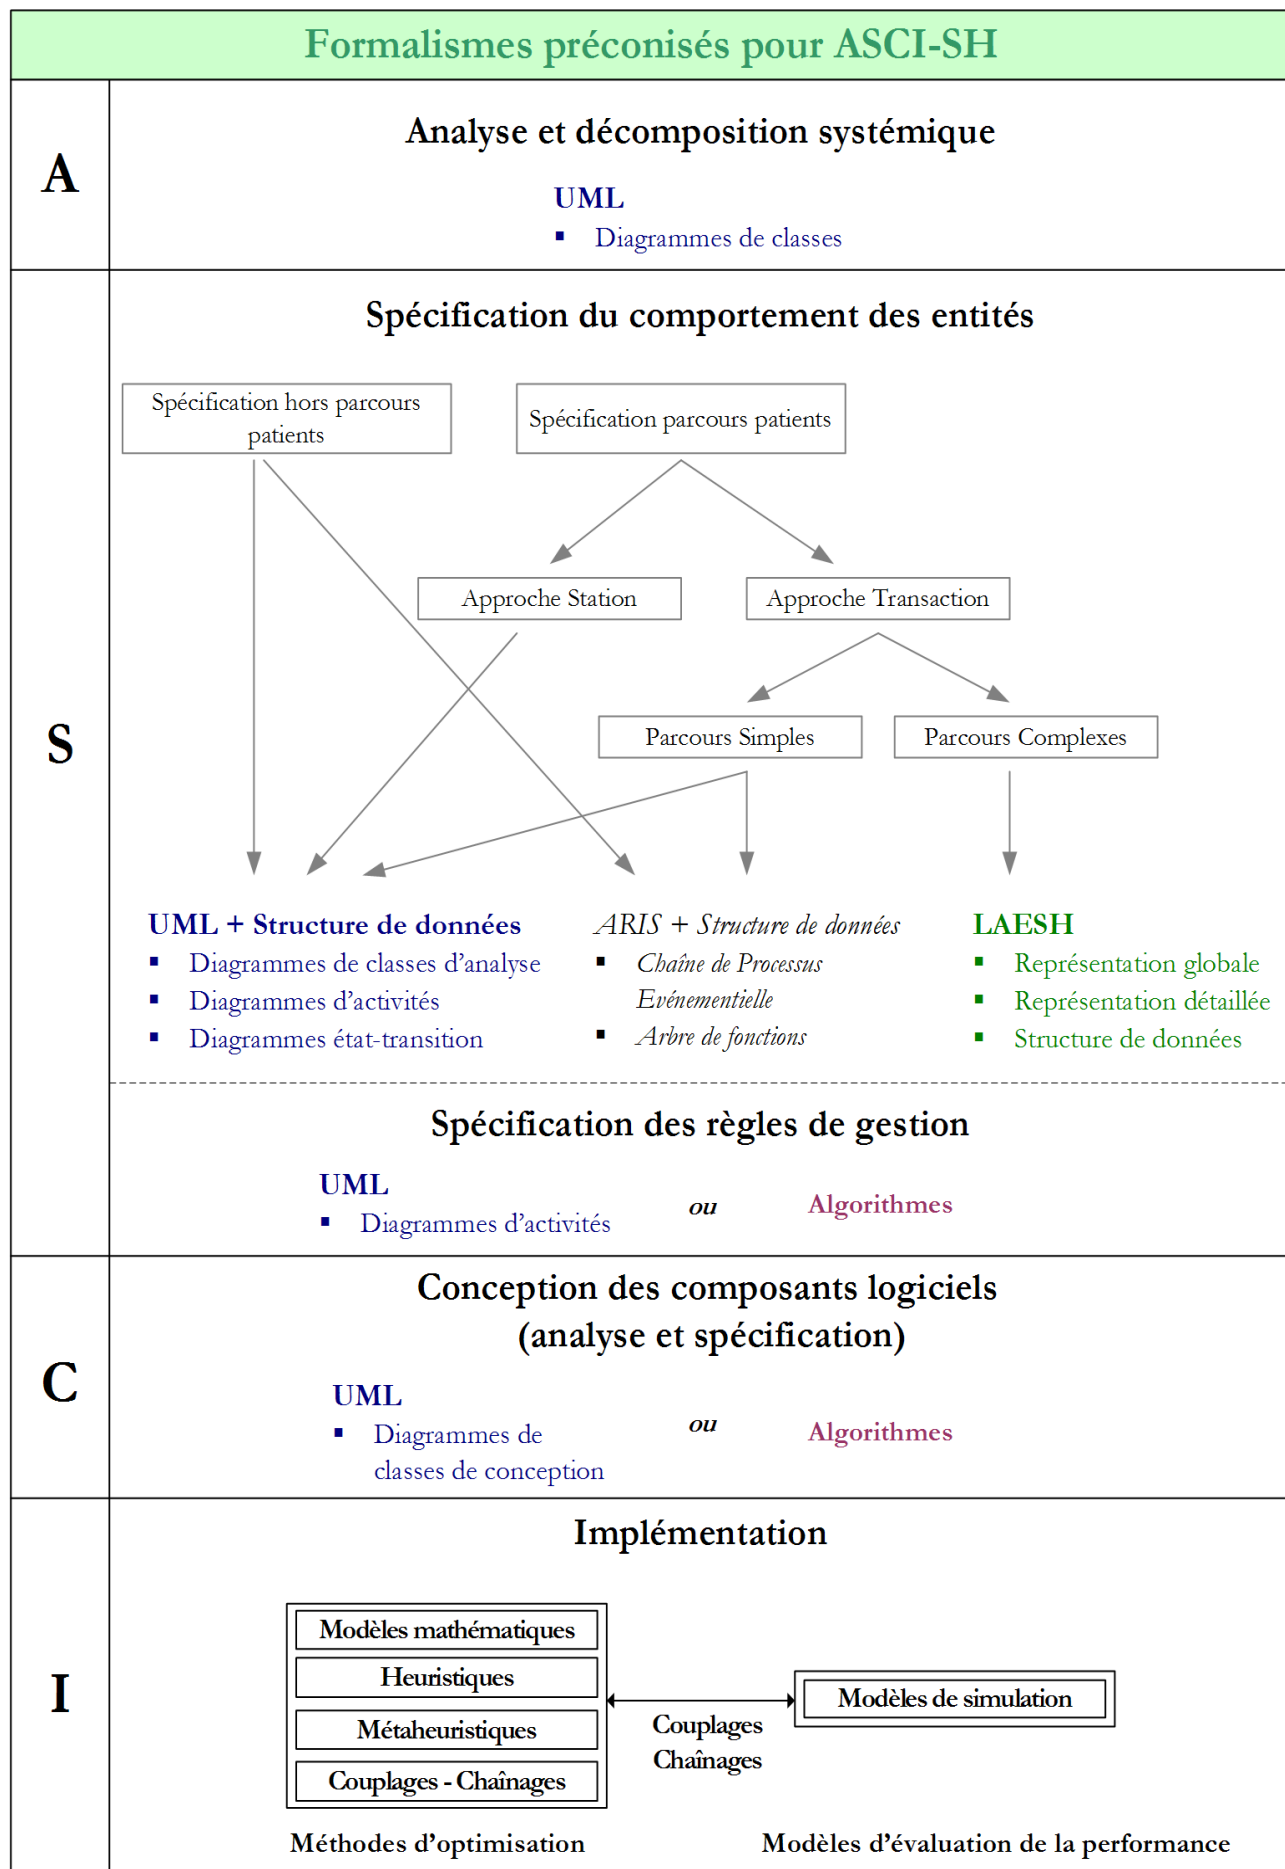 Formalismes préconisés pour ASCI-SH
A
Analyse et décomposition systémique
UML
▪ Diagrammes de classes
S
Spécification du comportement des entités
Spécification hors parcours
patients
Spécification parcours patients
Approche Station
Approche Transaction
Parcours Simples
Parcours Complexes
UML + Structure de données
▪ Diagrammes de classes d'analyse
▪ Diagrammes d'activités
▪ Diagrammes état-transition
ARIS + Structure de données
▪ Chaîne de Processus
Evénementielle
▪ Arbre de fonctions
LAESH
▪ Représentation globale
▪ Représentation détaillée
▪ Structure de données
Spécification des règles de gestion
UML
▪ Diagrammes d'activités
ou
Algorithmes
C
Conception des composants logiciels
(analyse et spécification)
UML
▪ Diagrammes de
classes de conception
ou
Algorithmes
I
Implémentation
Modèles mathématiques
Heuristiques
Métaheuristiques
Couplages - Chaînages
Couplages
Chaînages
Modèles de simulation
Méthodes d'optimisation
Modèles d'évaluation de la performance